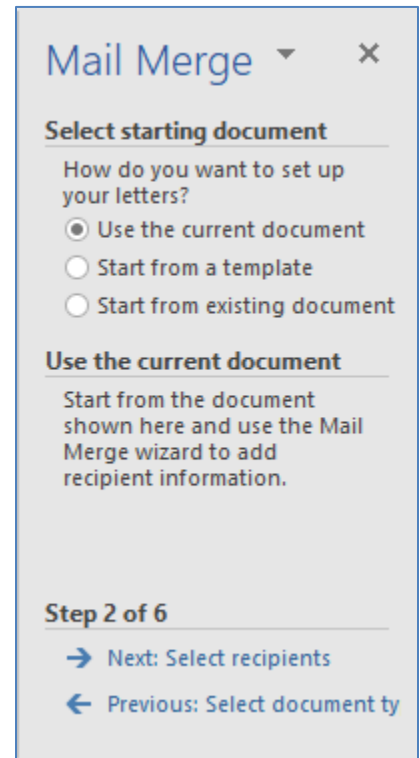 Mail Merge
Select starting document
How do you want to set up
your letters?
Use the current document
Start from a template
Start from existing document
Use the current document
Start from the document
shown here and use the Mail
Merge wizard to add
recipient information.
Step 2 of 6
Next: Select recipients
Previous: Select document ty